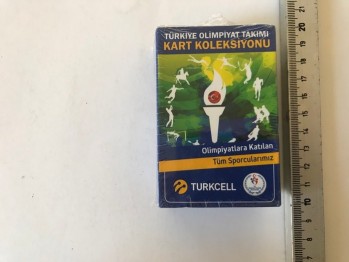 TÜRKİYE OLİMPİYAT TAKIMI
KART KOLEKSİYONU
Olimpiyatlara Katılan
Tüm Sporcularımız
TURKCELL